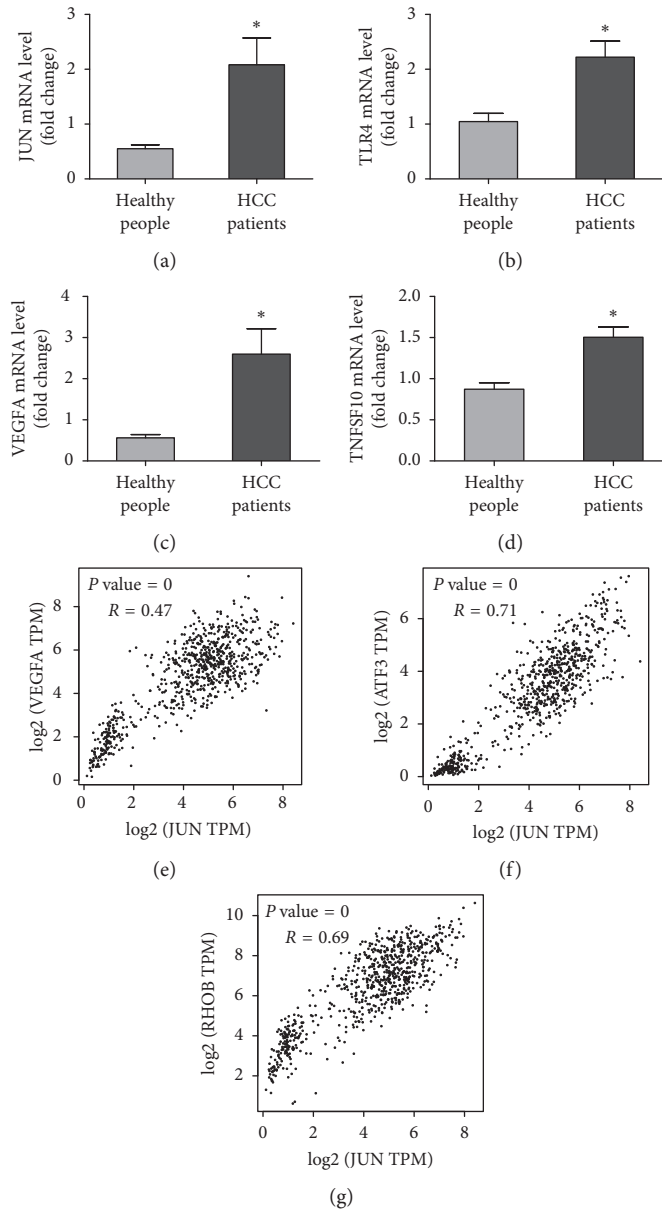 JUN mRNA level
(fold change)
3
2
1
0
*
Healthy
people
HCC
patients
(a)
TLR4 mRNA level
(fold change)
3
2
1
0
*
Healthy
people
HCC
patients
(b)
VEGFA mRNA level
(fold change)
4
3
2
1
0
*
Healthy
people
HCC
patients
(c)
TNFSF10 mRNA level
(fold change)
2.0
1.5
1.0
0.5
0.0
*
Healthy
people
HCC
patients
(d)
log2 (VEGFA TPM)
8
6
4
2
0
P value = 0
R = 0.47
0 2 4 6 8
log2 (JUN TPM)
(e)
log2 (ATF3 TPM)
6
4
2
0
P value = 0
R = 0.71
0 2 4 6 8
log2 (JUN TPM)
(f)
log2 (RHOB TPM)
10
8
6
4
2
P value = 0
R = 0.69
0 2 4 6 8
log2 (JUN TPM)
(g)